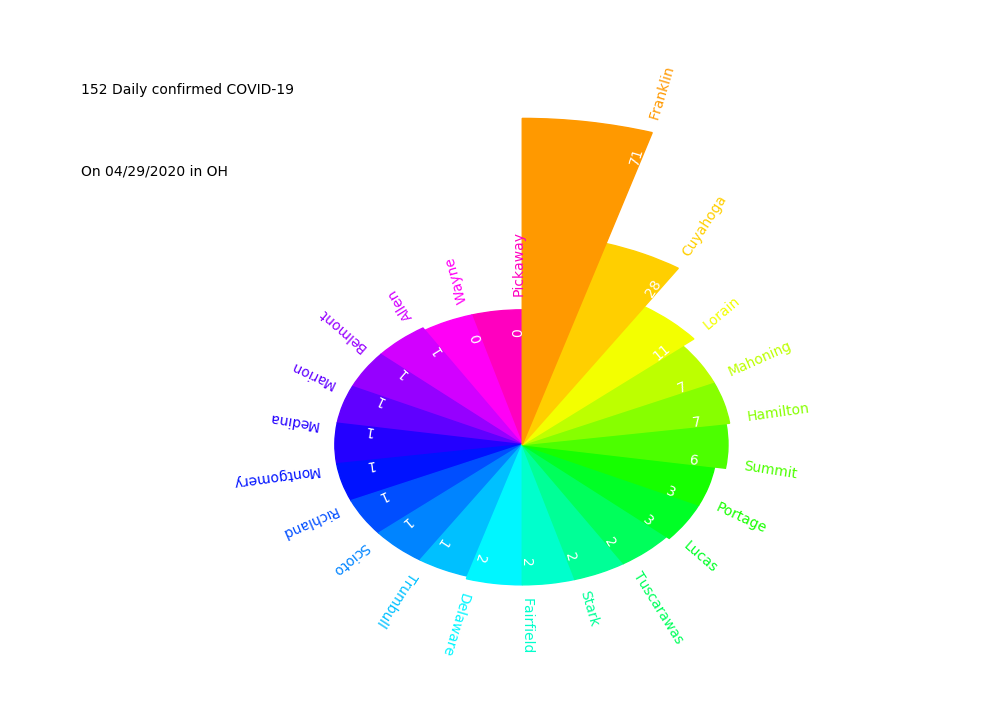 152 Daily confirmed COVID-19
On 04/29/2020 in OH
Franklin
71
Cuyahoga
28
Lorain
11
Mahoning
7
Hamilton
7
Summit
6
Portage
3
Lucas
3
Tuscarawas
2
Stark
2
Fairfield
2
Delaware
2
Trumbull
1
Scioto
1
Richland
1
Montgomery
1
Medina
1
Marion
1
Belmont
1
Allen
1
Wayne
0
Pickaway
0